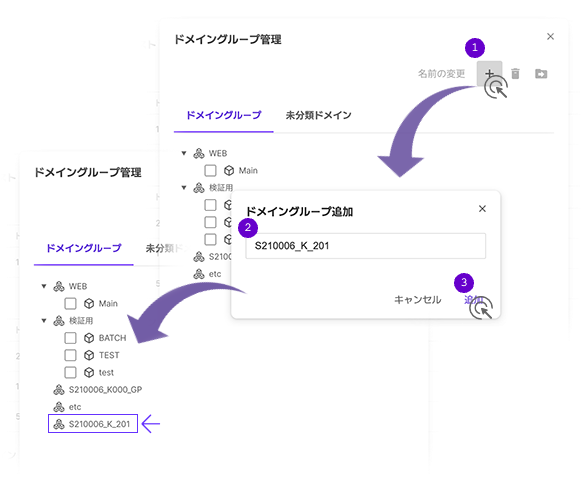 ドメイングループ管理
1
名前の変更
ドメイングループ
未分類ドメイン
WEB
Main
検証用
S2100
etc
ドメイングループ追加
2
S210006_K_201
3
キャンセル
追加
ドメイングループ管理
ドメイングループ
未分類ド
WEB
Main
検証用
BATCH
TEST
test
S210006_K000_GP
etc
S210006_K_201